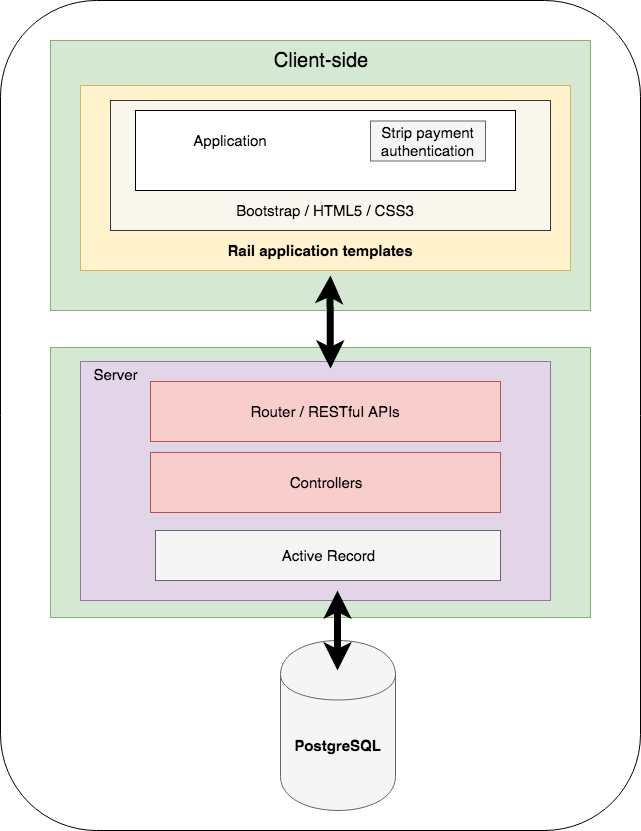 Client-side
Application
Strip payment
authentication
Bootstrap / HTML5 / CSS3
Rail application templates
Server
Router / RESTful APIs
Controllers
Active Record
PostgreSQL